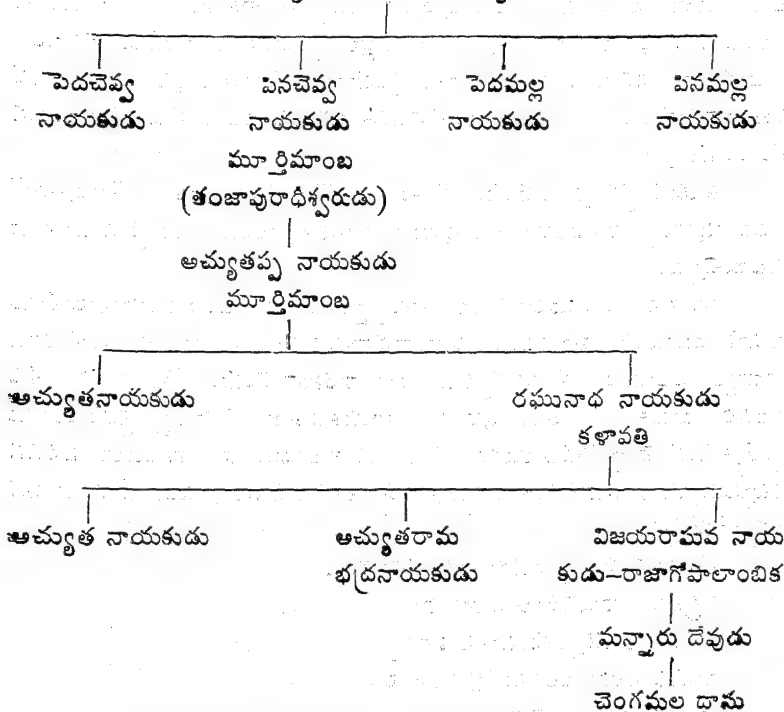 పెదచెవ్వ పినచెవ్వ పెదమల్ల పినమల్ల
నాయకుడు నాయకుడు నాయకుడు నాయకుడు
మూర్తిమాంబ
(తంజాపురాధీశ్వరుడు)
అచ్యుతప్ప నాయకుడు
మూర్తిమాంబ
అచ్యుతనాయకుడు రఘునాథ నాయకుడు
కళావతి
అచ్యుత నాయకుడు అచ్యుతరామ విజయరాఘవ నాయ
భద్రనాయకుడు కుడు–రాజాగోపాలాంబిక
మన్నారు దేవుడు
చెంగమల దాను